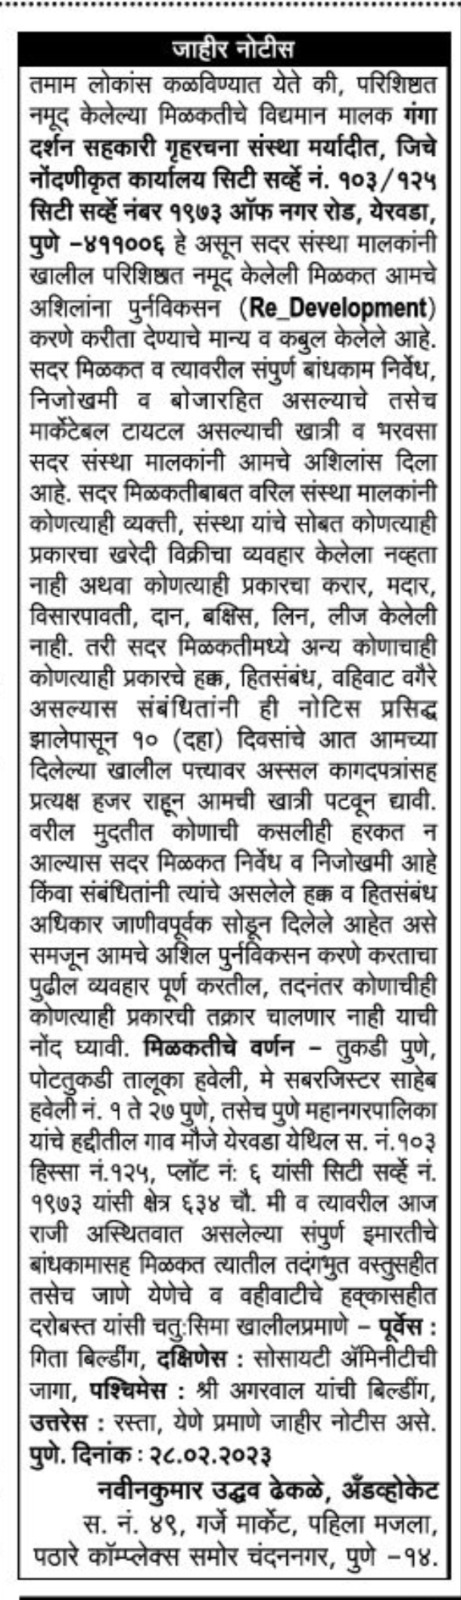 जाहीर नोटीस
तमाम लोकांस कळविण्यात येते की, परिशिष्टात
नमूद केलेल्या मिळकतीचे विद्यमान मालक गंगा
दर्शन सहकारी गृहरचना संस्था मर्यादीत, जिचे
नोंदणीकृत कार्यालय सिटी सर्व्हे नं. १०३/१२५
सिटी सर्व्हे नंबर १९७३ ऑफ नगर रोड, येरवडा,
पुणे -४११००६ हे असून सदर संस्था मालकांनी
खालील परिशिष्ठात नमूद केलेली मिळकत आमचे
अशिलांना पुर्नविकसन (Re_Development)
करणे करीता देण्याचे मान्य व कबुल केलेले आहे.
सदर मिळकत व त्यावरील संपुर्ण बांधकाम निर्वेध,
निजोखमी व बोजारहित असल्याचे तसेच
मार्केटेबल टायटल असल्याची खात्री व भरवसा
सदर संस्था मालकांनी आमचे अशिलांस दिला
आहे. सदर मिळकतीबाबत वरिल संस्था मालकांनी
कोणत्याही व्यक्ती, संस्था यांचे सोबत कोणत्याही
प्रकारचा खरेदी विक्रीचा व्यवहार केलेला नव्हता
नाही अथवा कोणत्याही प्रकारचा करार, मदार,
विसारपावती, दान, बक्षिस, लिन, लीज केलेली
नाही. तरी सदर मिळकतीमध्ये अन्य कोणाचाही
कोणत्याही प्रकारचे हक्क, हितसंबंध, वहिवाट वगैरे
असल्यास संबंधितांनी ही नोटिस प्रसिद्ध
झालेपासून १० (दहा) दिवसांचे आत आमच्या
दिलेल्या खालील पत्त्यावर अस्सल कागदपत्रांसह
प्रत्यक्ष हजर राहून आमची खात्री पटवून द्यावी.
वरील मुदतीत कोणाची कसलीही हरकत न
आल्यास सदर मिळकत निर्वेध व निजोखमी आहे
किंवा संबंधितांनी त्यांचे असलेले हक्क व हितसंबंध
अधिकार जाणीवपूर्वक सोडून दिलेले आहेत असे
समजून आमचे अशिल पुर्नविकसन करणे करताचा
पुढील व्यवहार पूर्ण करतील, तदनंतर कोणाचीही
कोणत्याही प्रकारची तक्रार चालणार नाही याची
नोंद घ्यावी. मिळकतीचे वर्णन – तुकडी पुणे,
पोटतुकडी तालूका हवेली, मे सबरजिस्टर साहेब
हवेली नं. १ ते २७ पुणे, तसेच पुणे महानगरपालिका
यांचे हद्दीतील गाव मौजे येरवडा येथिल स. नं.१०३
हिस्सा नं.१२५, प्लॉट नं: ६ यांसी सिटी सर्व्हे नं.
१९७३ यांसी क्षेत्र ६३४ चौ. मी व त्यावरील आज
राजी अस्थितवात असलेल्या संपुर्ण इमारतीचे
बांधकामासह मिळकत त्यातील तदंगभुत वस्तुसहीत
तसेच जाणे येणेचे व वहीवाटीचे हक्कासहीत
दरोबस्त यांसी चतु:सिमा खालीलप्रमाणे – पूर्वेस :
गिता बिल्डींग, दक्षिणेस : सोसायटी ॲमिनीटीची
जागा, पश्चिमेस : श्री अगरवाल यांची बिल्डींग,
उत्तरेस : रस्ता, येणे प्रमाणे जाहीर नोटीस असे.
पुणे. दिनांक : २८.०२.२०२३
नवीनकुमार उद्धव ढेकळे, अँडव्होकेट
स. नं. ४९, गर्जे मार्केट, पहिला मजला,
पठारे कॉम्प्लेक्स समोर चंदननगर, पुणे -१४.